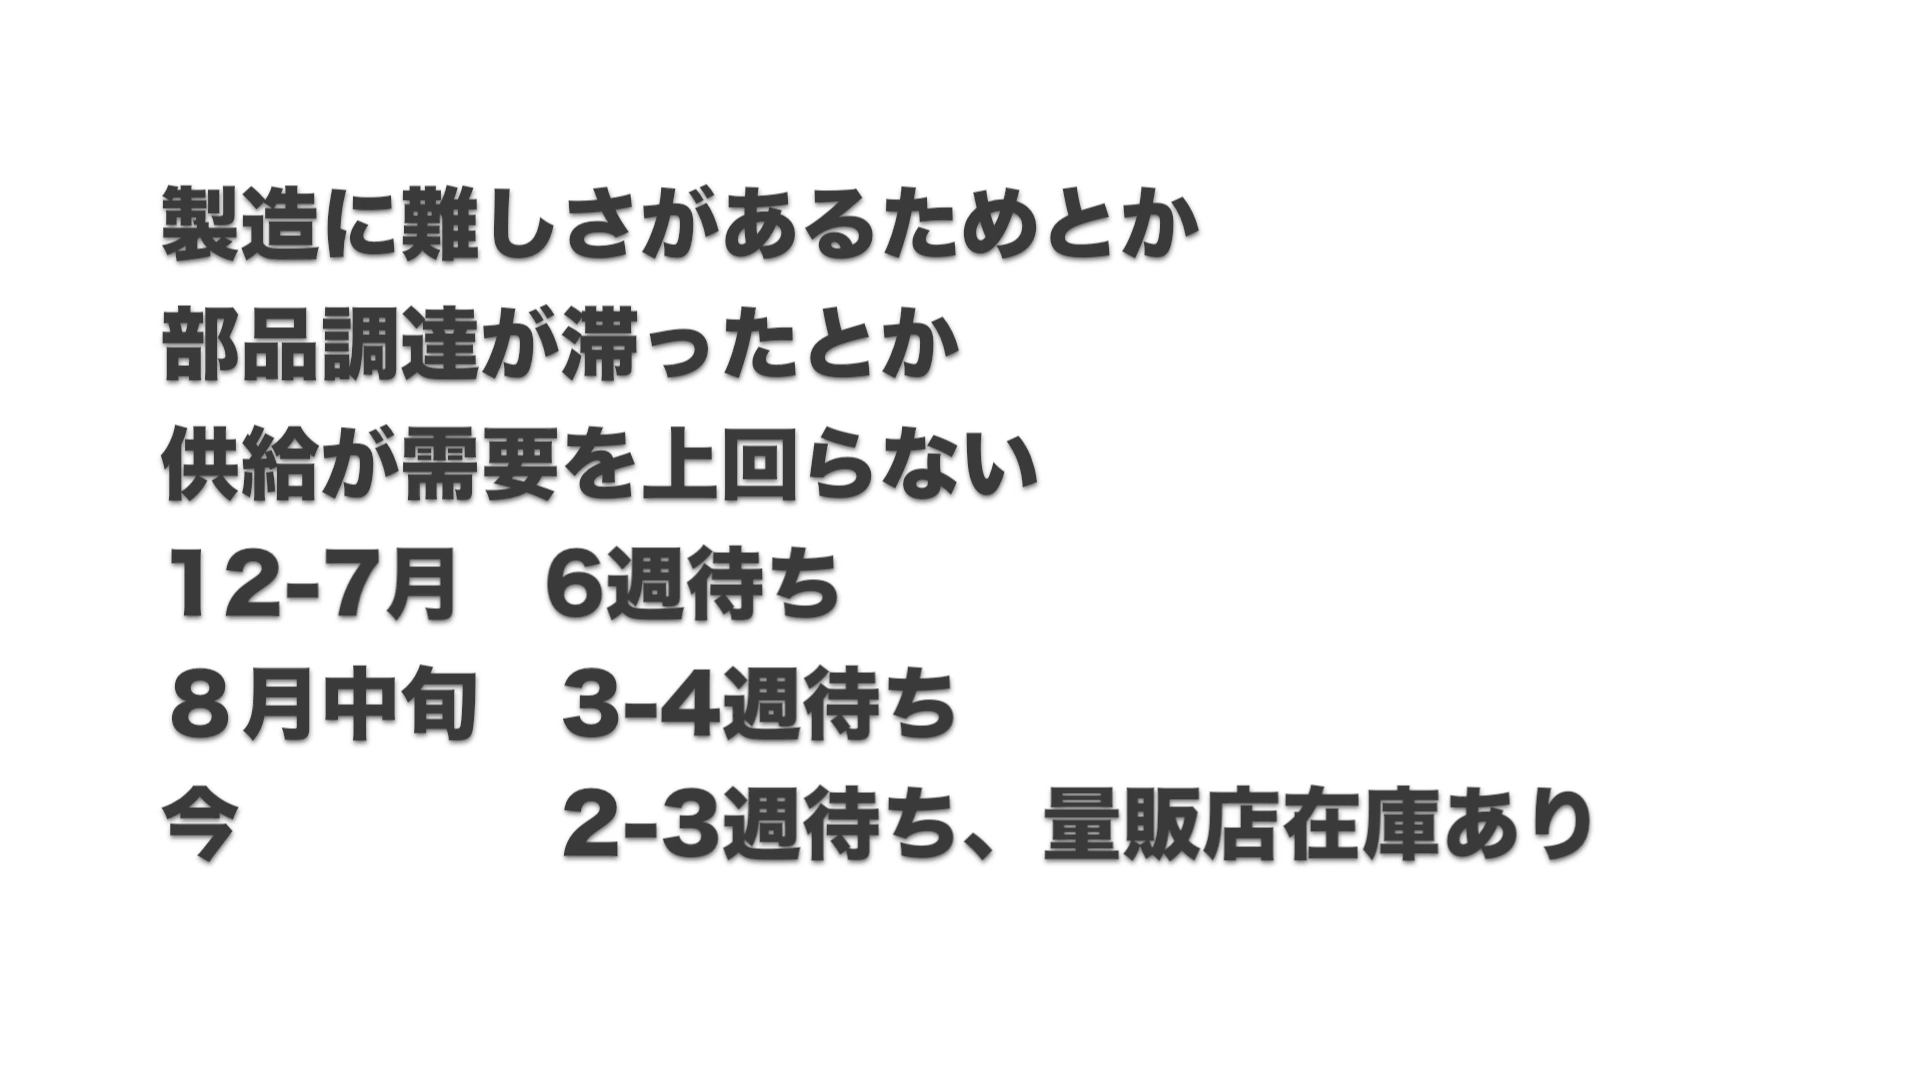 製造に難しさがあるためとか
部品調達が滞ったとか
供給が需要を上回らない
12-7月　6週待ち
８月中旬　3-4週待ち
今　　　　2-3週待ち、量販店在庫あり